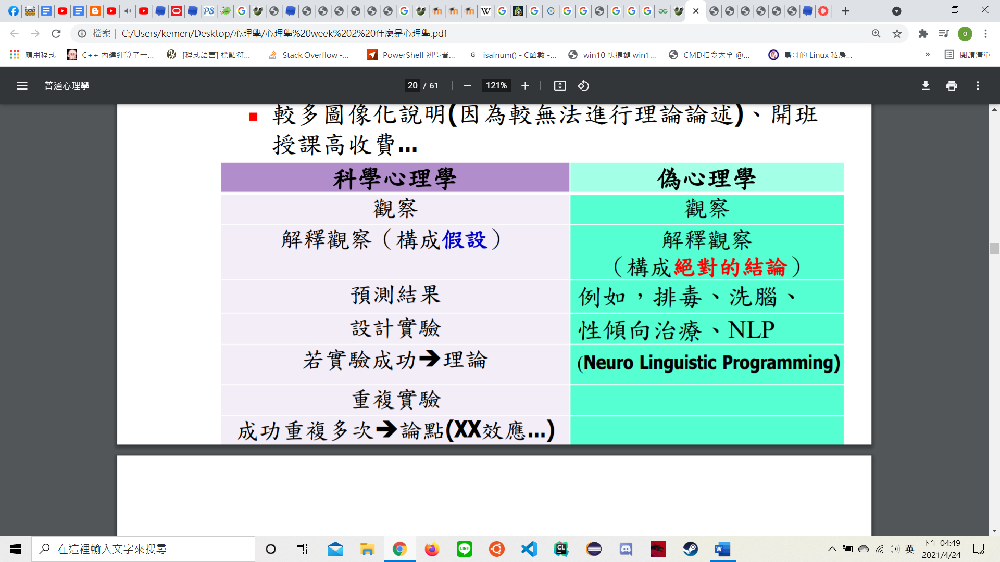 檔案 | C:/Users/kemen/Desktop/心理學/心理學%20week%202%20什麼是心理學.pdf
應用程式 C++ 內建運算子一... [程式語言] 標點符... Stack Overflow -... PowerShell 初學者... G isalnum() - C函數 -... win10 快捷鍵 win1... CMD指令大全 @... 鳥哥的 Linux 私房... » 閱讀清單
普通心理學 20 / 61 121%
較多圖像化說明(因為較無法進行理論論述)、開班
授課高收費...
科學心理學 偽心理學
觀察 觀察
解釋觀察（構成假設） 解釋觀察
（構成絕對的結論）
預測結果 例如，排毒、洗腦、
設計實驗 性傾向治療、NLP
若實驗成功➔理論 (Neuro Linguistic Programming)
重複實驗
成功重複多次➔論點(XX效應...)
在這裡輸入文字來搜尋 英 下午 04:49
2021/4/24